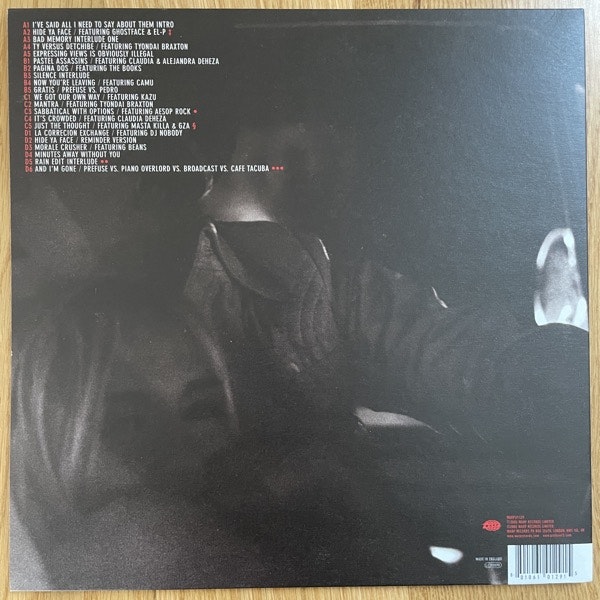 A1 I'VE SAID ALL I NEED TO SAY ABOUT THEM INTRO
A2 HIDE YA FACE / FEATURING GHOSTFACE & EL-P ‡
A3 BAD MEMORY INTERLUDE ONE
A4 TY VERSUS DETCHIBE / FEATURING TYONDAI BRAXTON
A5 EXPRESSING VIEWS IS OBVIOUSLY ILLEGAL
B1 PASTEL ASSASSINS / FEATURING CLAUDIA & ALEJANDRA DEHEZA
B2 PAGINA DOS / FEATURING THE BOOKS
B3 SILENCE INTERLUDE
B4 NOW YOU'RE LEAVING / FEATURING CAMU
B5 GRATIS / PREFUSE VS. PEDRO
C1 WE GOT OUR OWN WAY / FEATURING KAZU
C2 MANTRA / FEATURING TYONDAI BRAXTON
C3 SABBATICAL WITH OPTIONS / FEATURING AESOP ROCK *
C4 IT'S CROWDED / FEATURING CLAUDIA DEHEZA
C5 JUST THE THOUGHT / FEATURING MASTA KILLA & GZA §
D1 LA CORRECION EXCHANGE / FEATURING DJ NOBODY
D2 HIDE YA FACE / REMINDER VERSION
D3 MORALE CRUSHER / FEATURING BEANS
D4 MINUTES AWAY WITHOUT YOU
D5 RAIN EDIT INTERLUDE **
D6 AND I'M GONE / PREFUSE VS. PIANO OVERLORD VS. BROADCAST VS. CAFE TACUBA ***
MADE IN ENGLAND